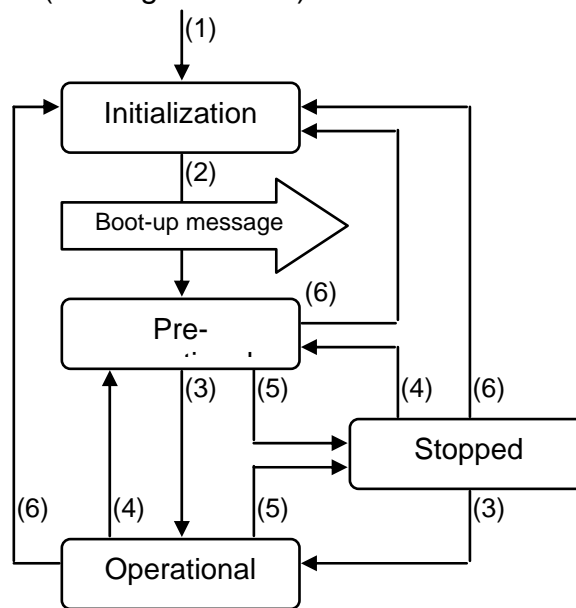 (1)
Initialization
(2)
Boot-up message
(6)
Pre-
(3)
(5)
(4)
(6)
Stopped
(6)
(4)
(5)
(3)
Operational